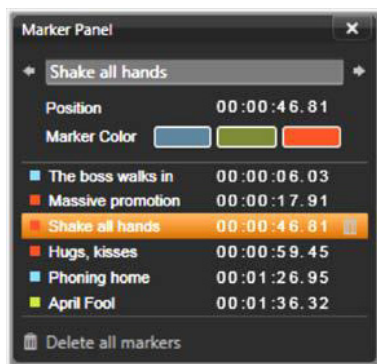 Marker Panel
Shake all hands
Position 00:00:46.81
Marker Color
The boss walks in 00:00:06.03
Massive promotion 00:00:17.91
Shake all hands 00:00:46.81
Hugs, kisses 00:00:59.45
Phoning home 00:01:26.95
April Fool 00:01:36.32
Delete all markers